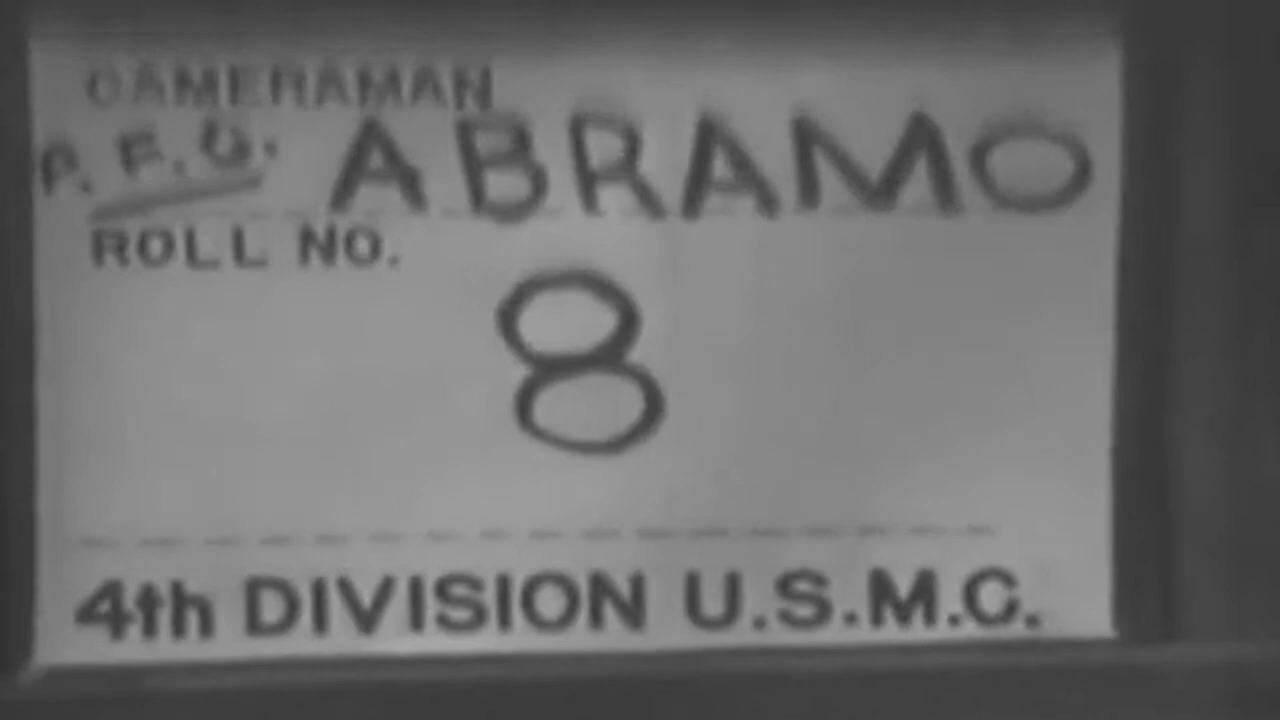 CAMERAMAN
P.F.C. ABRAMO
ROLL NO.
8
4th DIVISION U.S.M.C.